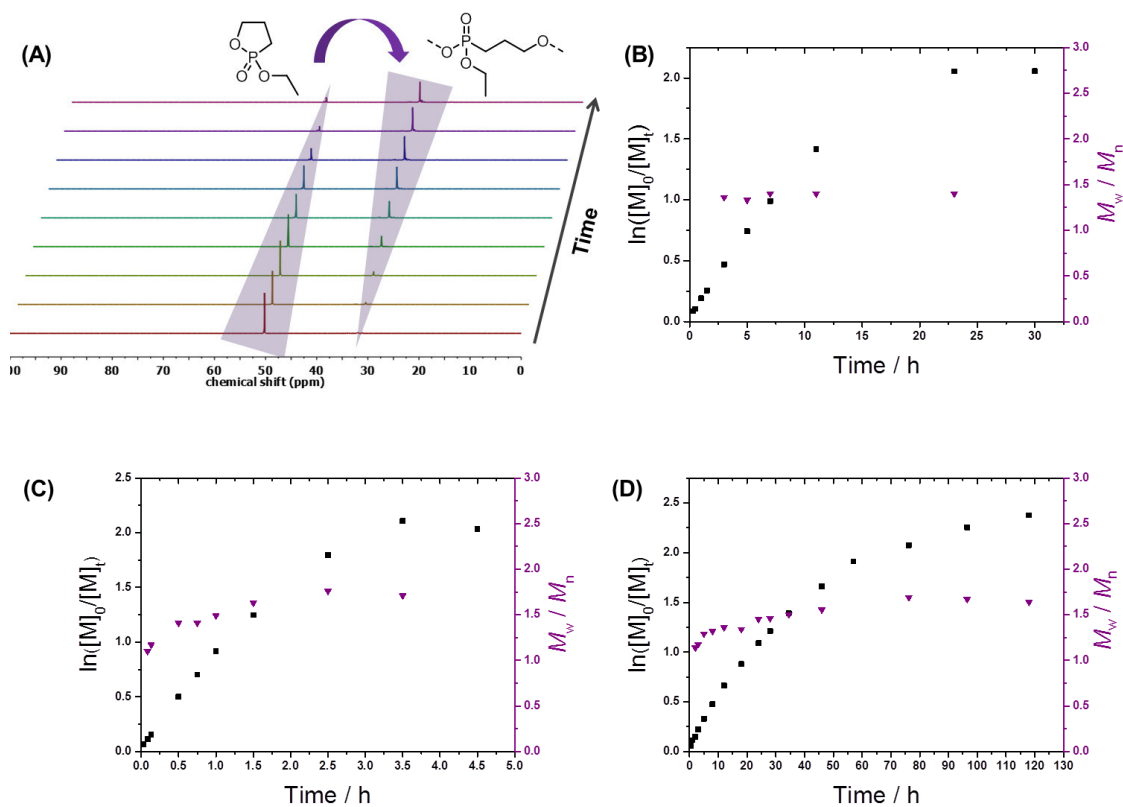 (A)
O
P
O
O
O
P
O
O
Time
100 90 80 70 60 50 40 30 20 10 0
chemical shift (ppm)
(B)
ln([M]0/[M]t)
2.0
1.5
1.0
0.5
0.0
0 5 10 15 20 25 30
Time / h
3.0
2.5
2.0
1.5
1.0
0.5
0.0
Mw / Mn
(C)
ln([M]0/[M]t)
2.5
2.0
1.5
1.0
0.5
0.0
0.0 0.5 1.0 1.5 2.0 2.5 3.0 3.5 4.0 4.5 5.0
Time / h
3.0
2.5
2.0
1.5
1.0
0.5
0.0
Mw / Mn
(D)
ln([M]0/[M]t)
2.5
2.0
1.5
1.0
0.5
0.0
0 10 20 30 40 50 60 70 80 90 100 110 120 130
Time / h
3.0
2.5
2.0
1.5
1.0
0.5
0.0
Mw / Mn